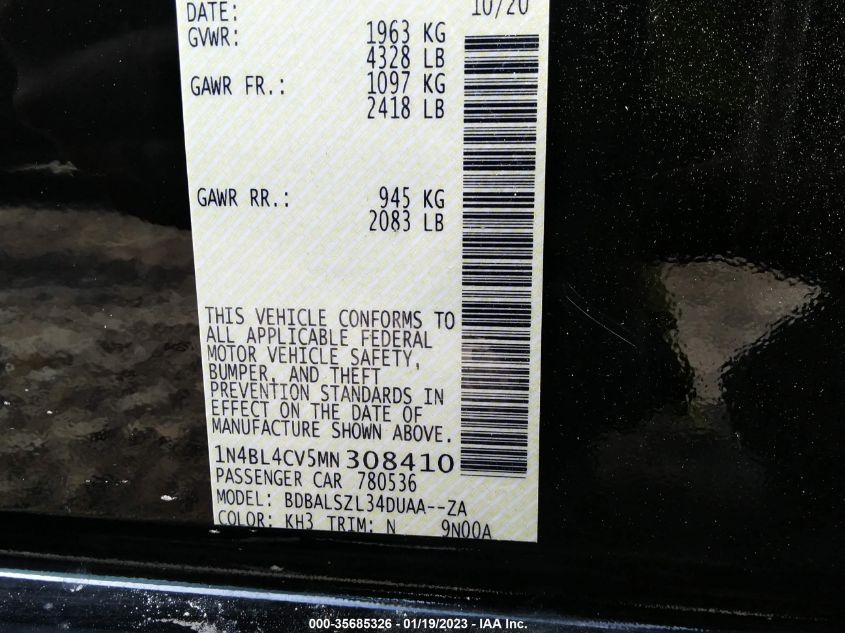 DATE: 10/20
GVWR: 1963 KG
4328 LB
GAWR FR.: 1097 KG
2418 LB
GAWR RR.: 945 KG
2083 LB
THIS VEHICLE CONFORMS TO
ALL APPLICABLE FEDERAL
MOTOR VEHICLE SAFETY,
BUMPER, AND THEFT
PREVENTION STANDARDS IN
EFFECT ON THE DATE OF
MANUFACTURE SHOWN ABOVE.
1N4BL4CV5MN308410
PASSENGER CAR 780536
MODEL: BDBALSZL34DUAA--ZA
COLOR: KH3 TRIM: N 9N00A
000-35685326 - 01/19/2023 - IAA Inc.